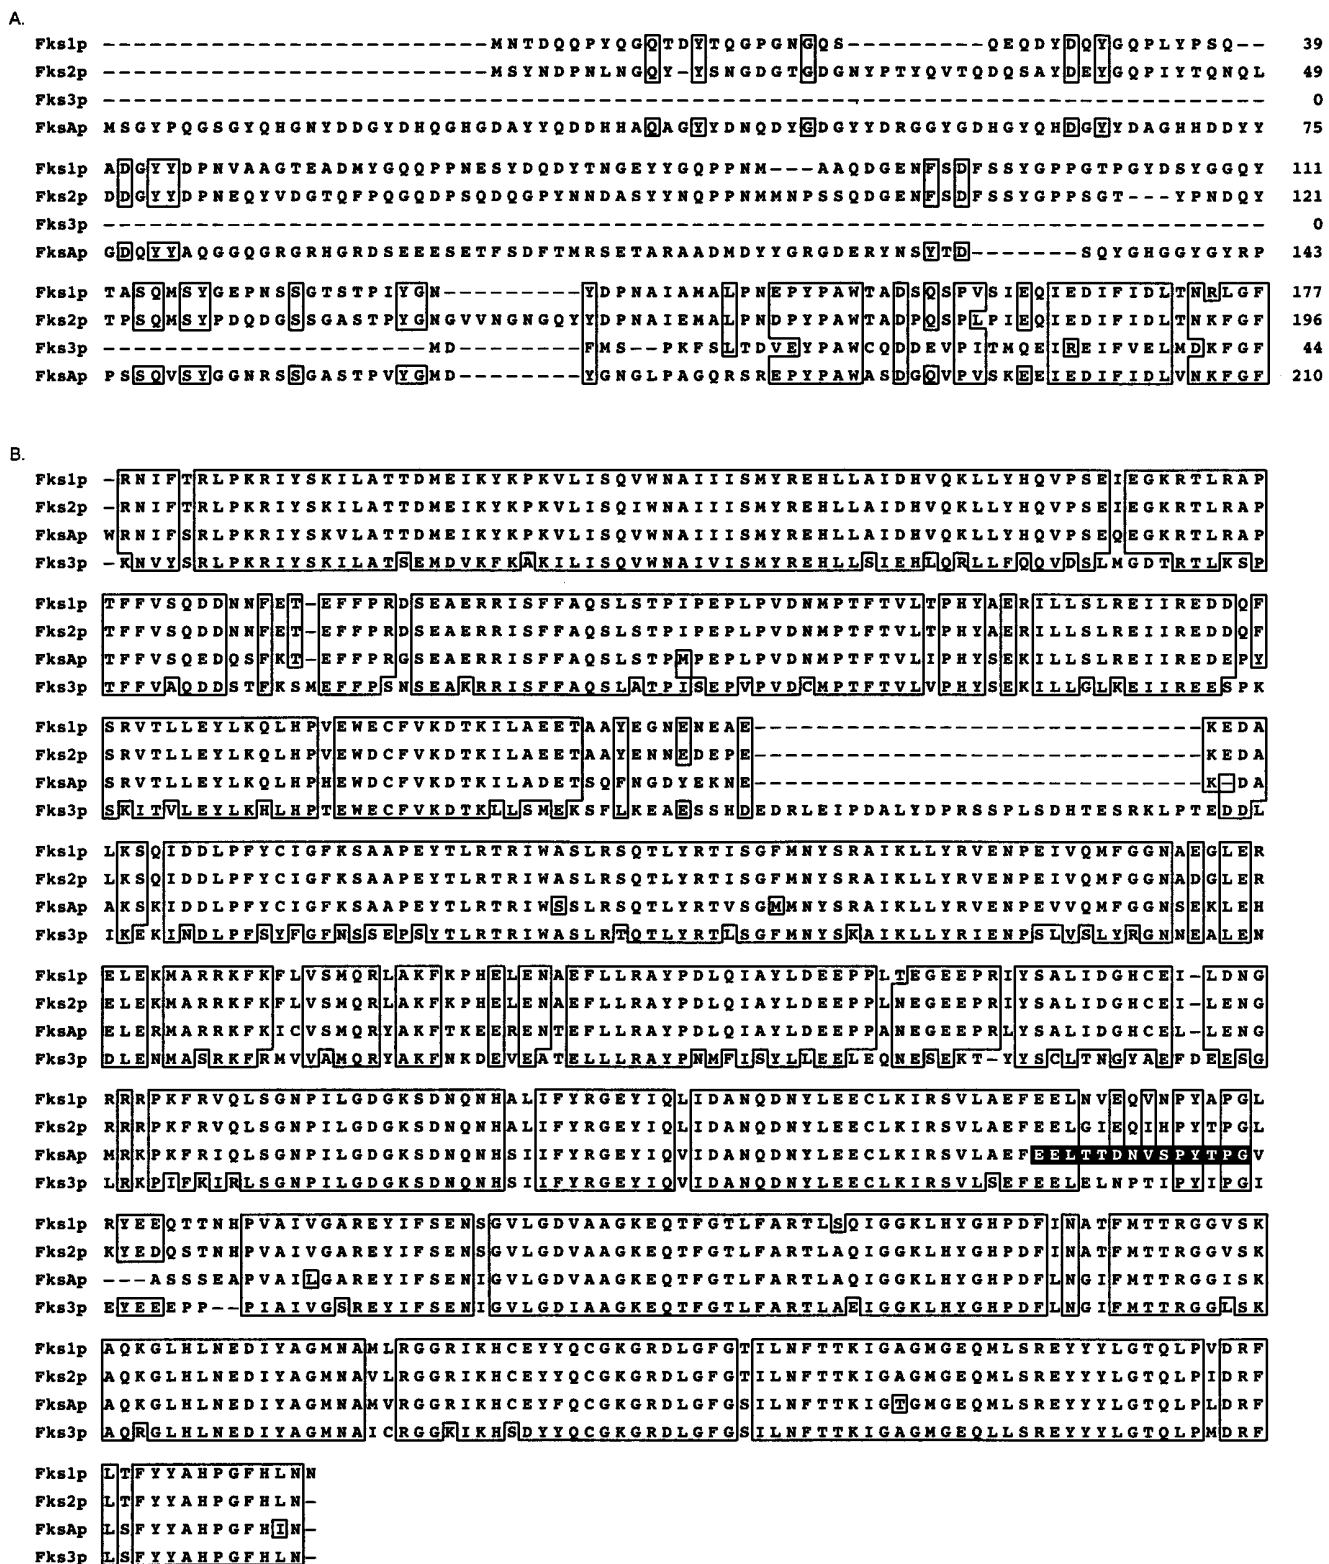 A.
Fks1p -------------------------MNTDQQPYQGQTDYTQGPGNGQS---------QEQDYDQYGQPLYPSQ-- 39
Fks2p -------------------------MSYNDPNLNGQY-YSNGDGTGDGNYPTYQVTQDQSAYDEYGQPIYTQNQL 49
Fks3p --------------------------------------------------------------------------- 0
FksAp MSGYPQGSGYQHGNYDDGYDHQGHGDAYYQDDHHAQAGYYDNQDYGDGYYDRGGYGDHGYQHDGYYDAGHHDDYY 75
Fks1p ADGYYDPNVAAGTEADMYGQQPPNESYDQDYTNGEYYGQPPNM---AAQDGENFSDFSSYGPPGTPGYDSYGGQY 111
Fks2p DDGYYDPNEQYVDGTQFPQGQDPSQDQGPYNNDASYYNQPPNMMNPSSQDGENFSDFSSYGPPSGT---YPNDQY 121
Fks3p --------------------------------------------------------------------------- 0
FksAp GDQYYAQGGQGRGRHGRDSEEESETFSDFTMRSETARAADMDYYGRGDERYNSYTD-------SQYGHGGYGYRP 143
Fks1p TASQMSYGEPNSSGTSTPIYGN---------YDPNAIAMALPNEPYPAWTADSQSPVSIEQIEDIFIDLTNRLGF 177
Fks2p TPSQMSYPDQDGSSGASTPYGNGVVNGNGQYYDPNAIEMALPNDPYPAWTADPQSPLPIEQIEDIFIDLTNKFGF 196
Fks3p MD--------FMS--PKFSLTDVEYPAWCQDDEVPITMQEIREIFVELMDKFGF 44
FksAp PSSQVSYGGNRSSGASTPVYGMD--------YGNGLPAGQRSREPYPAWASDGQVPVSKEEIEDIFIDLVNKFGF 210
B.
Fks1p -RNIFTRLPKRIYSKILATTDMEIKYKPKVLISQVWNAIIISMYREHLLAIDHVQKLLYHQVPSEIEGKRTLRAP
Fks2p -RNIFTRLPKRIYSKILATTDMEIKYKPKVLISQIWNAIIISMYREHLLAIDHVQKLLYHQVPSEIEGKRTLRAP
FksAp WRNIFSRLPKRIYSKVLATTDMEIKYKPKVLISQVWNAIIISMYREHLLAIDHVQKLLYHQVPSEQEGKRTLRAP
Fks3p -KNVYSRLPKRIYSKILATSEMDVKFKAKILISQVWNAIVISMYREHLLSIEHLQRLLFQQVDSLMGDTRTLKSP
Fks1p TFFVSQDDNNFET-EFFPRDSEAERRISFFAQSLSTPIPEPLPVDNMPTFTVLTPHYAERILLSLREIIREDDQF
Fks2p TFFVSQDDNNFET-EFFPRDSEAERRISFFAQSLSTPIPEPLPVDNMPTFTVLTPHYAERILLSLREIIREDDQF
FksAp TFFVSQEDQSFKT-EFFPRGSEAERRISFFAQSLSTPMPEPLPVDNMPTFTVLIPHYSEKILLSLREIIREDEPY
Fks3p TFFVAQDDSTFKSMEFFPSNSEAKRRISFFAQSLATPISEPVPVDCMPTFTVLVPHYSEKILLGLKEIIREESPK
Fks1p SRVTLLEYLKQLHPVEWECFVKDTKILAEETAAYEGNENEAE-----------------------------KEDA
Fks2p SRVTLLEYLKQLHPVEWDCFVKDTKILAEETAAYENNEDEPE-----------------------------KEDA
FksAp SRVTLLEYLKQLHPHEWDCFVKDTKILADETSQFNGDYEKNE-----------------------------K-DA
Fks3p SKITVLEYLKHLHPTEWECFVKDTKLLSMEKSFLKEAESSHDEDRLEIPDALYDPRSSPLSDHTESRKLPTEDDL
Fks1p LKSQIDDLPFYCIGFKSAAPEYTLRTRIWASLRSQTLYRTISGFMNYSRAIKLLYRVENPEIVQMFGGNAEGLER
Fks2p LKSQIDDLPFYCIGFKSAAPEYTLRTRIWASLRSQTLYRTISGFMNYSRAIKLLYRVENPEIVQMFGGNADGLER
FksAp AKSKIDDLPFYCIGFKSAAPEYTLRTRIWSSLRSQTLYRTVSGMMNYSRAIKLLYRVENPEVVQMFGGNSEKLEH
Fks3p IKEKINDLPFSYFGFNSSEPSYTLRTRIWASLRTQTLYRTLSGFMNYSKAIKLLYRIENPSLVSLYRGNNEALEN
Fks1p ELEKMARRKFKFLVSMQRLAKFKPHELENAEFLLRAYPDLQIAYLDEEPPLTEGEEPRIYSALIDGHCEI-LDNG
Fks2p ELEKMARRKFKFLVSMQRLAKFKPHELENAEFLLRAYPDLQIAYLDEEPPLNEGEEPRIYSALIDGHCEI-LENG
FksAp ELERMARRKFKICVSMQRYAKFTKEERENTEFLLRAYPDLQIAYLDEEPPANEGEEPRLYSALIDGHCEL-LENG
Fks3p DLENMASRKFRMVVAMQRYAKFNKDEVEATELLLRAYPNMFISYLLEELEQNESEKT-YYSCLTNGYAEFDEESG
Fks1p RRRPKFRVQLSGNPILGDGKSDNQNHALIFYRGEYIQLIDANQDNYLEECLKIRSVLAEFEELNVEQVNPYAPGL
Fks2p RRRPKFRVQLSGNPILGDGKSDNQNHALIFYRGEYIQLIDANQDNYLEECLKIRSVLAEFEELGIEQIHPYTPGL
FksAp MRKPKFRIQLSGNPILGDGKSDNQNHSIIFYRGEYIQVIDANQDNYLEECLKIRSVLAEFEELTTDNVSPYTPGV
Fks3p LRKPIFKIRLSGNPILGDGKSDNQNHSIIFYRGEYIQVIDANQDNYLEECLKIRSVLSEFEELELNPTIPYIPGI
Fks1p RYEEQTTNHPVAIVGAREYIFSENSGVLGDVAAGKEQTFGTLFARTLSQIGGKLHYGHPDFINATFMTTRGGVSK
Fks2p KYEDQSTNHPVAIVGAREYIFSENSGVLGDVAAGKEQTFGTLFARTLAQIGGKLHYGHPDFINATFMTTRGGVSK
FksAp ---ASSSEAPVAILGAREYIFSENIGVLGDVAAGKEQTFGTLFARTLAQIGGKLHYGHPDFLNGIFMTTRGGISK
Fks3p EYEEEPP--PIAIVGSREYIFSENIGVLGDIAAGKEQTFGTLFARTLAEIGGKLHYGHPDFLNGIFMTTRGGLSK
Fks1p AQKGLHLNEDIYAGMNAMLRGGRIKHCEYYQCGKGRDLGFGTILNFTTKIGAGMGEQMLSREYYYLGTQLPVDRF
Fks2p AQKGLHLNEDIYAGMNAVLRGGRIKHCEYYQCGKGRDLGFGTILNFTTKIGAGMGEQMLSREYYYLGTQLPIDRF
FksAp AQKGLHLNEDIYAGMNAMVRGGRIKHCEYFQCGKGRDLGFGSILNFTTKIGTGMGEQMLSREYYYLGTQLPLDRF
Fks3p AQRGLHLNEDIYAGMNAICRGGKIKHSDYYQCGKGRDLGFGSILNFTTKIGAGMGEQLLSREYYYLGTQLPMDRF
Fks1p LTFYYAHPGFHLNN
Fks2p LTFYYAHPGFHLN-
FksAp LSFYYAHPGFHIN-
Fks3p LSFYYAHPGFHLN-